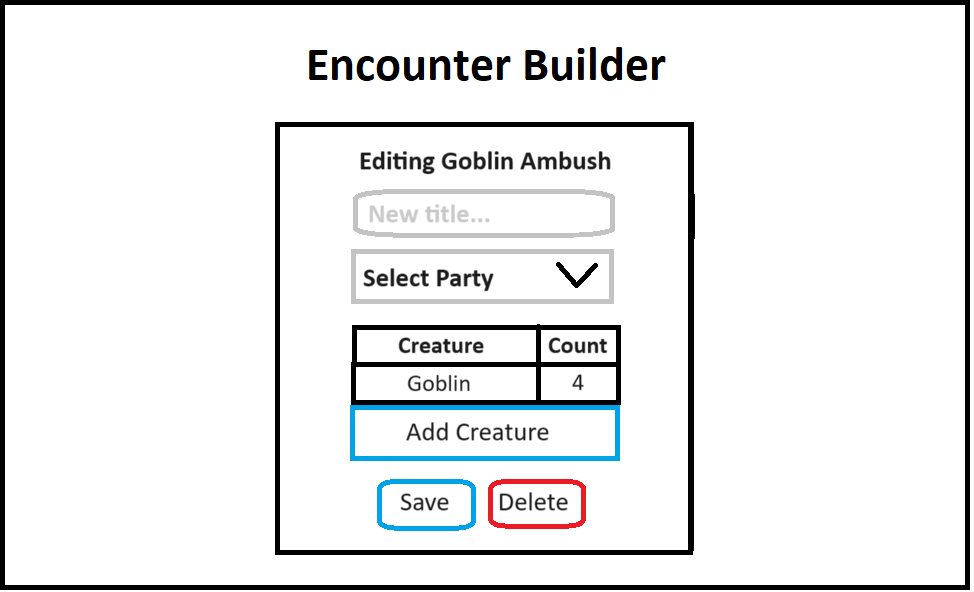 Encounter Builder
Editing Goblin Ambush
New title...
Select Party
Creature Count
Goblin 4
Add Creature
Save Delete